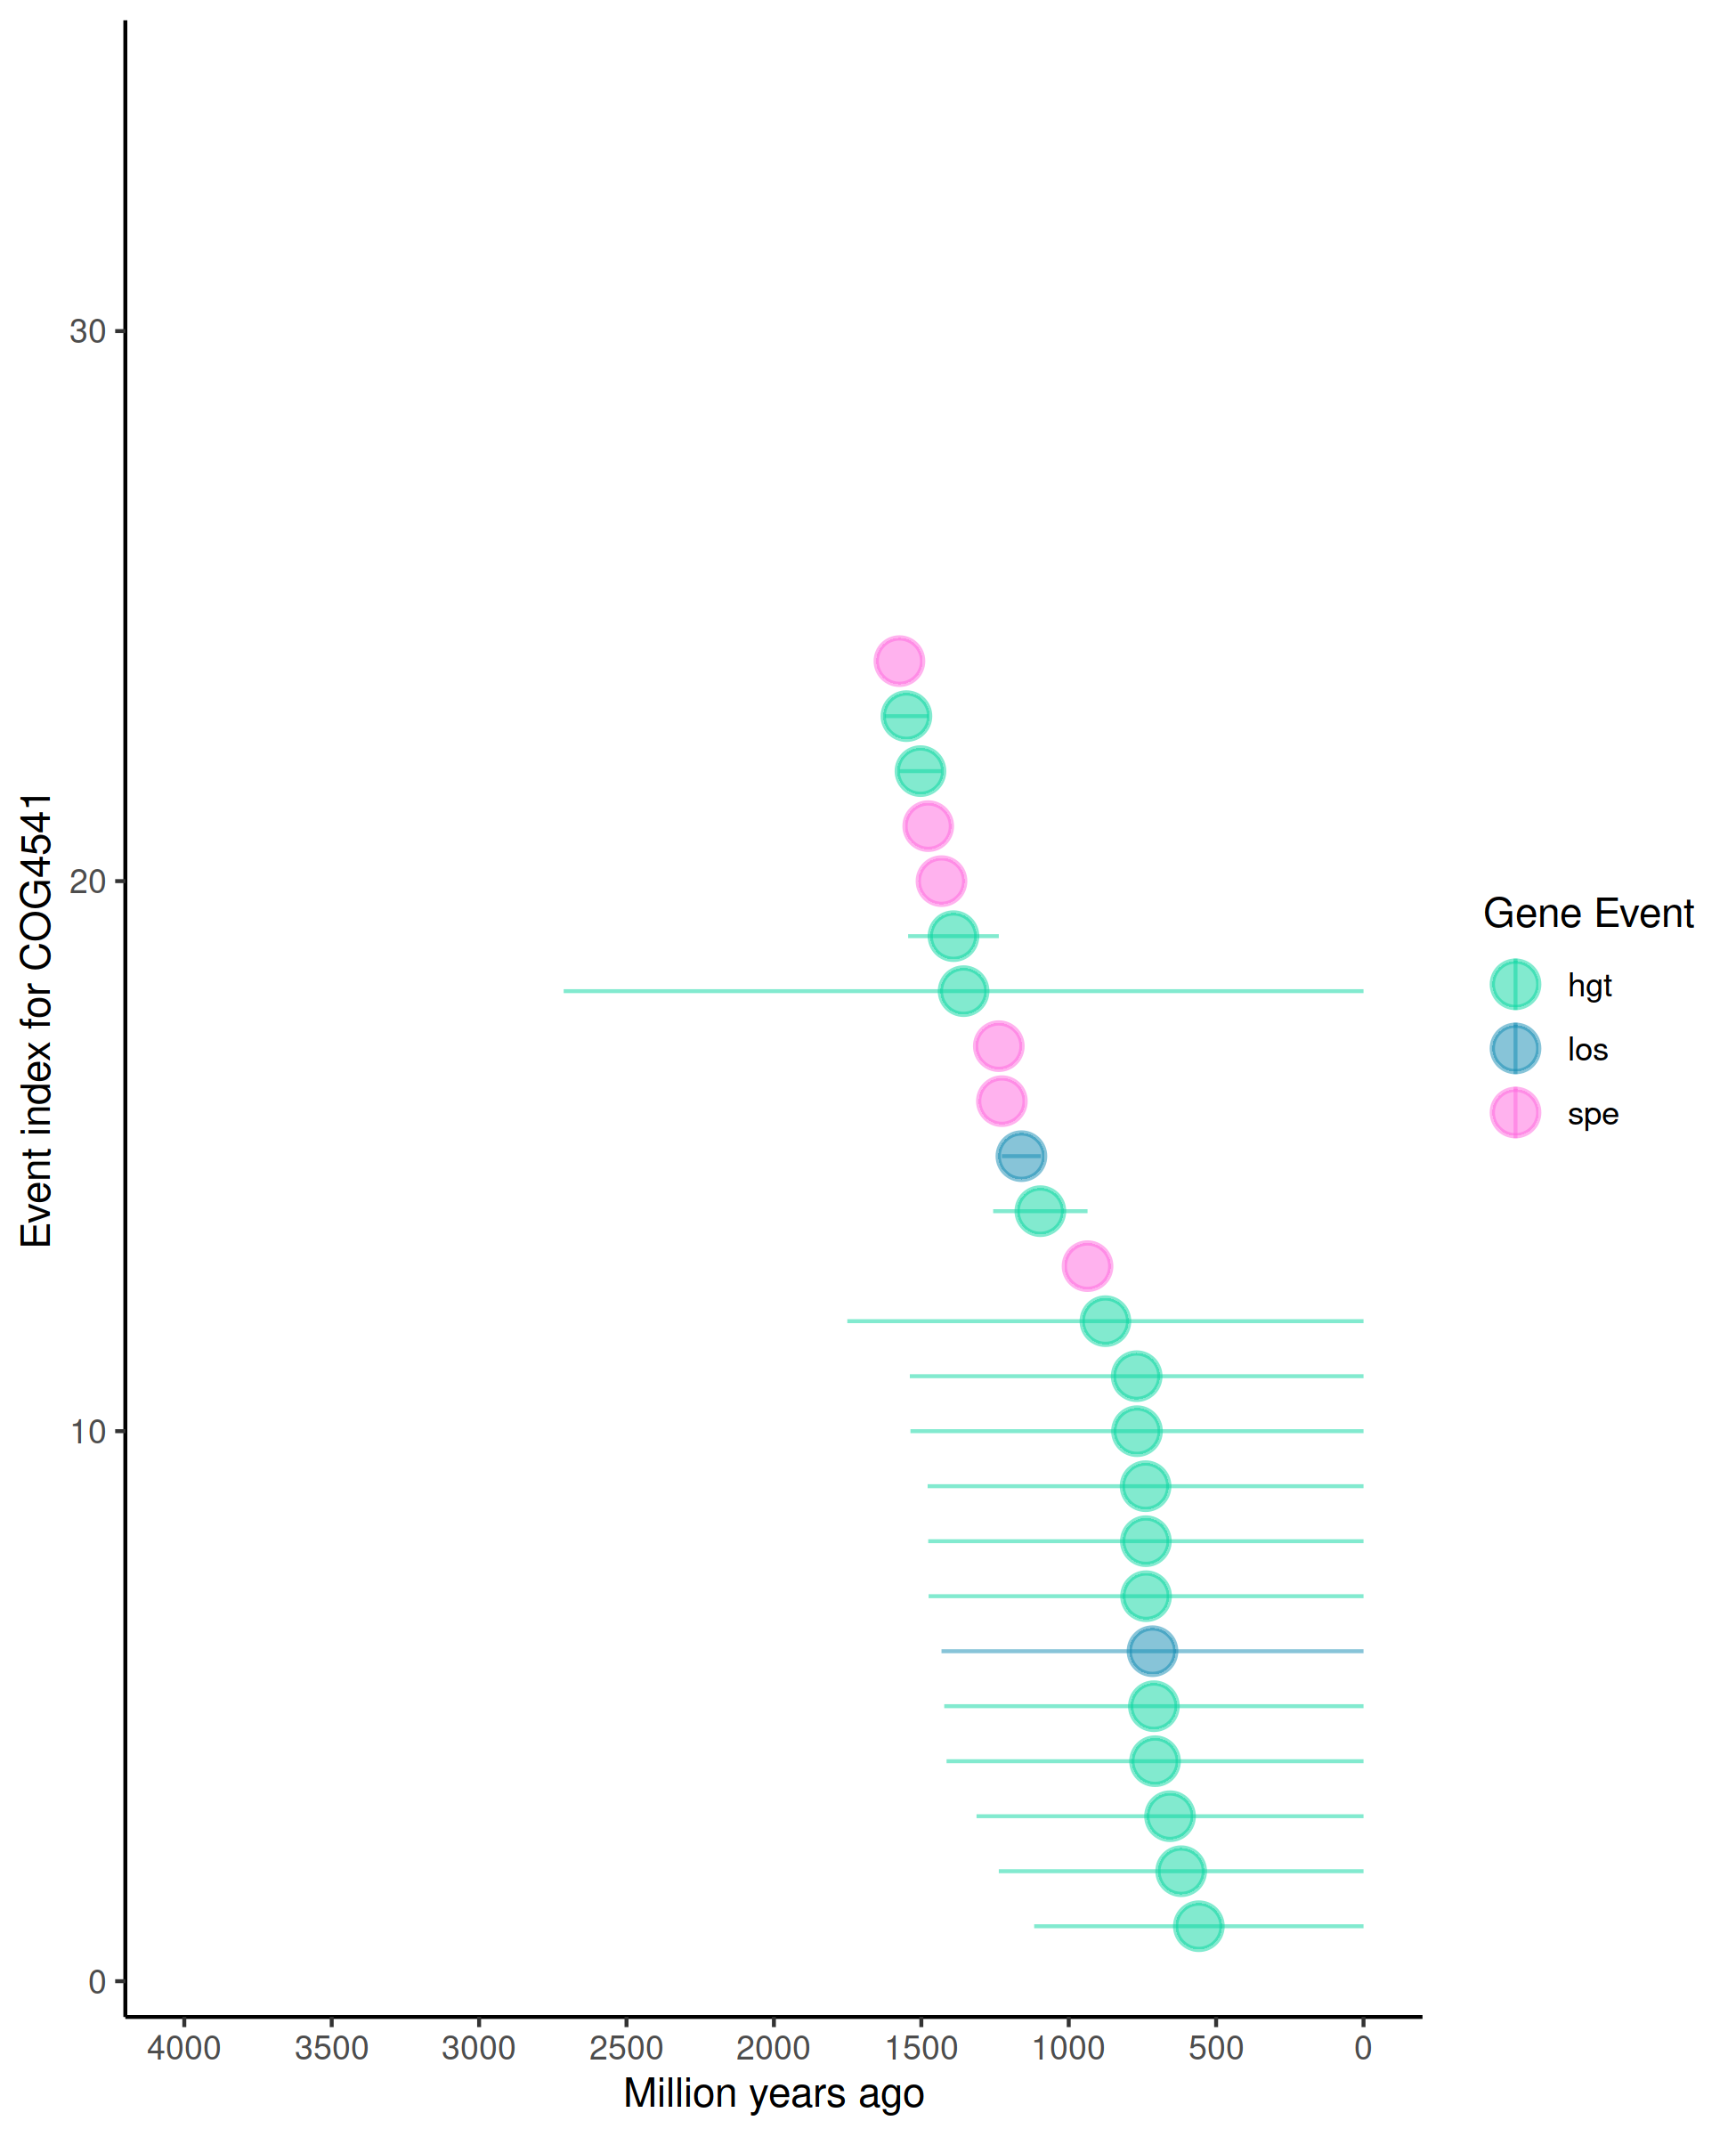 Event index for COG4541
30
20
10
0
4000 3500 3000 2500 2000 1500 1000 500 0
Million years ago
Gene Event
hgt
los
spe